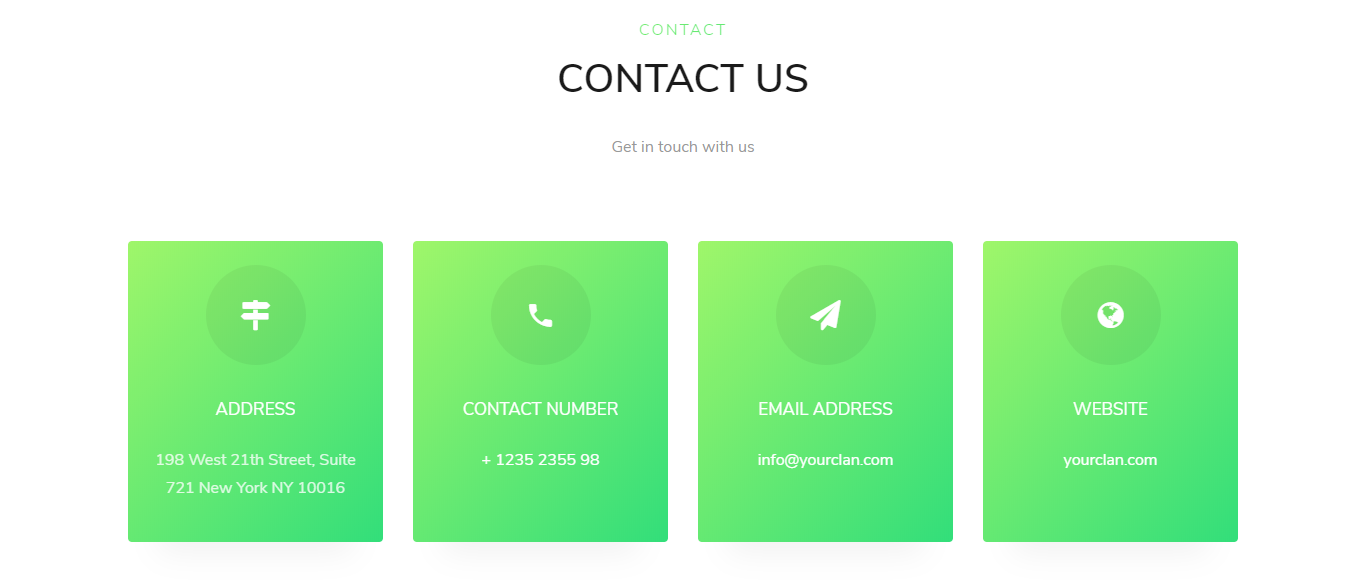 CONTACT
CONTACT US
Get in touch with us
ADDRESS
198 West 21th Street, Suite
721 New York NY 10016
CONTACT NUMBER
+ 1235 2355 98
EMAIL ADDRESS
info@yourclan.com
WEBSITE
yourclan.com